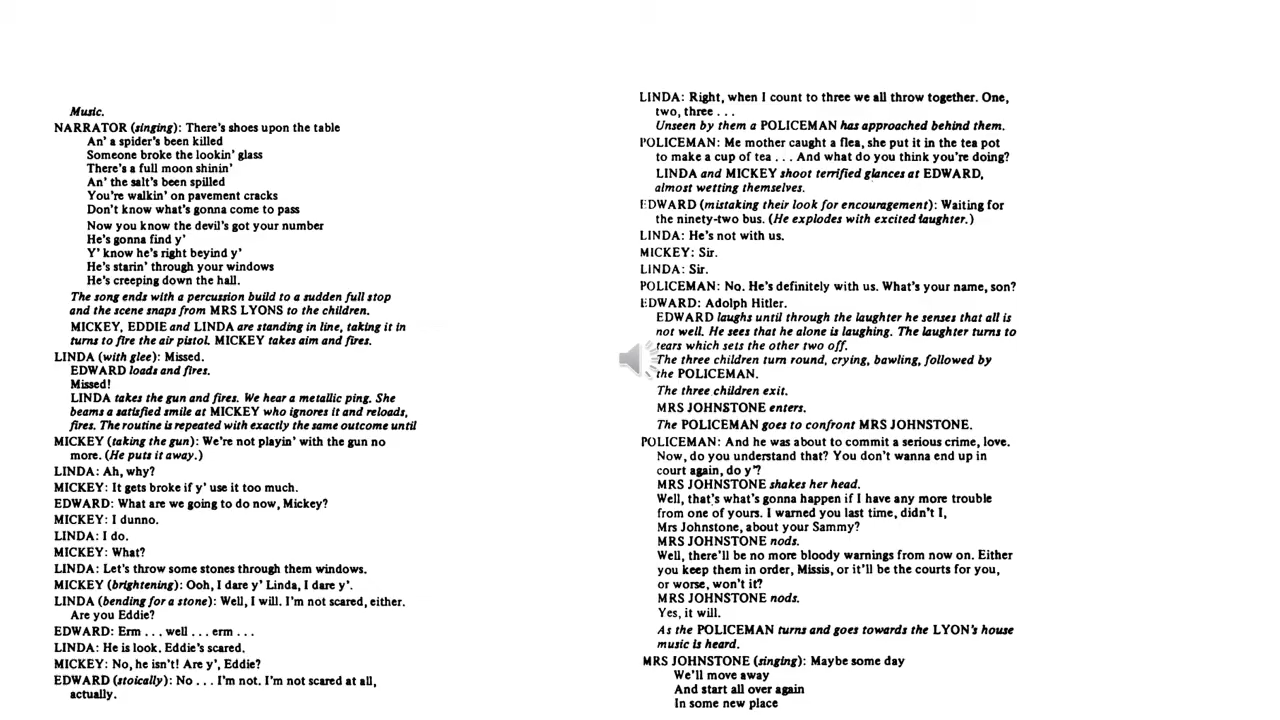 Music.
NARRATOR (singing): There's shoes upon the table
An' a spider's been killed
Someone broke the lookin' glass
There's a full moon shinin'
An' the salt's been spilled
You're walkin' on pavement cracks
Don't know what's gonna come to pass
Now you know the devil's got your number
He's gonna find y'
Y' know he's right beyind y'
He's starin' through your windows
He's creeping down the hall.
The song ends with a percussion build to a sudden full stop
and the scene snaps from MRS LYONS to the children.
MICKEY, EDDIE and LINDA are standing in line, taking it in
turns to fire the air pistol. MICKEY takes aim and fires.
LINDA (with glee): Missed.
EDWARD loads and fires.
Missed!
LINDA takes the gun and fires. We hear a metallic ping. She
beams a satisfied smile at MICKEY who ignores it and reloads,
fires. The routine is repeated with exactly the same outcome until
MICKEY (taking the gun): We're not playin' with the gun no
more. (He puts it away.)
LINDA: Ah, why?
MICKEY: It gets broke if y' use it too much.
EDWARD: What are we going to do now, Mickey?
MICKEY: I dunno.
LINDA: I do.
MICKEY: What?
LINDA: Let's throw some stones through them windows.
MICKEY (brightening): Ooh, I dare y' Linda, I dare y'.
LINDA (bending for a stone): Well, I will. I'm not scared, either.
Are you Eddie?
EDWARD: Erm . . . well . . . erm . . .
LINDA: He is look. Eddie's scared.
MICKEY: No, he isn't! Are y', Eddie?
EDWARD (stoically): No . . . I'm not. I'm not scared at all,
actually.
LINDA: Right, when I count to three we all throw together. One,
two, three . . .
Unseen by them a POLICEMAN has approached behind them.
POLICEMAN: Me mother caught a flea, she put it in the tea pot
to make a cup of tea . . . And what do you think you're doing?
LINDA and MICKEY shoot terrified glances at EDWARD,
almost wetting themselves.
EDWARD (mistaking their look for encouragement): Waiting for
the ninety-two bus. (He explodes with excited laughter.)
LINDA: He's not with us.
MICKEY: Sir.
LINDA: Sir.
POLICEMAN: No. He's definitely with us. What's your name, son?
EDWARD: Adolph Hitler.
EDWARD laughs until through the laughter he senses that all is
not well. He sees that he alone is laughing. The laughter turns to
tears which sets the other two off.
The three children turn round, crying, bawling, followed by
the POLICEMAN.
The three children exit.
MRS JOHNSTONE enters.
The POLICEMAN goes to confront MRS JOHNSTONE.
POLICEMAN: And he was about to commit a serious crime, love.
Now, do you understand that? You don't wanna end up in
court again, do y'?
MRS JOHNSTONE shakes her head.
Well, that's what's gonna happen if I have any more trouble
from one of yours. I warned you last time, didn't I,
Mrs Johnstone, about your Sammy?
MRS JOHNSTONE nods.
Well, there'll be no more bloody warnings from now on. Either
you keep them in order, Missis, or it'll be the courts for you,
or worse, won't it?
MRS JOHNSTONE nods.
Yes, it will.
As the POLICEMAN turns and goes towards the LYON's house
music is heard.
MRS JOHNSTONE (singing): Maybe some day
We'll move away
And start all over again
In some new place